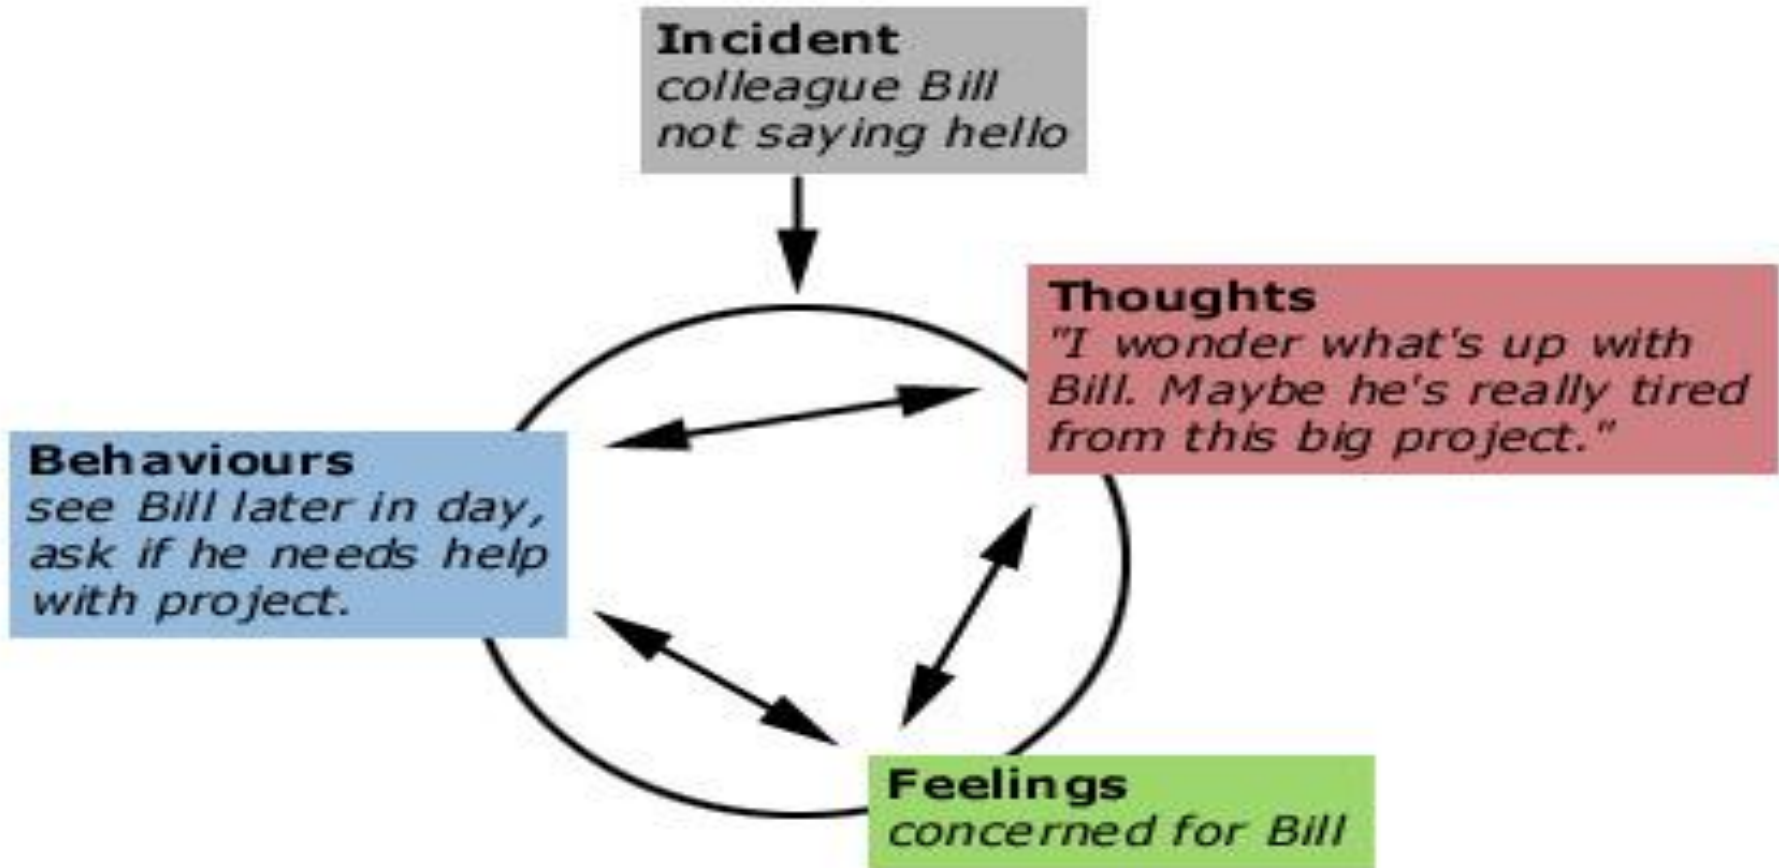 Incident
colleague Bill
not saying hello
Thoughts
"I wonder what's up with
Bill. Maybe he's really tired
from this big project."
Behaviours
see Bill later in day,
ask if he needs help
with project.
Feelings
concerned for Bill